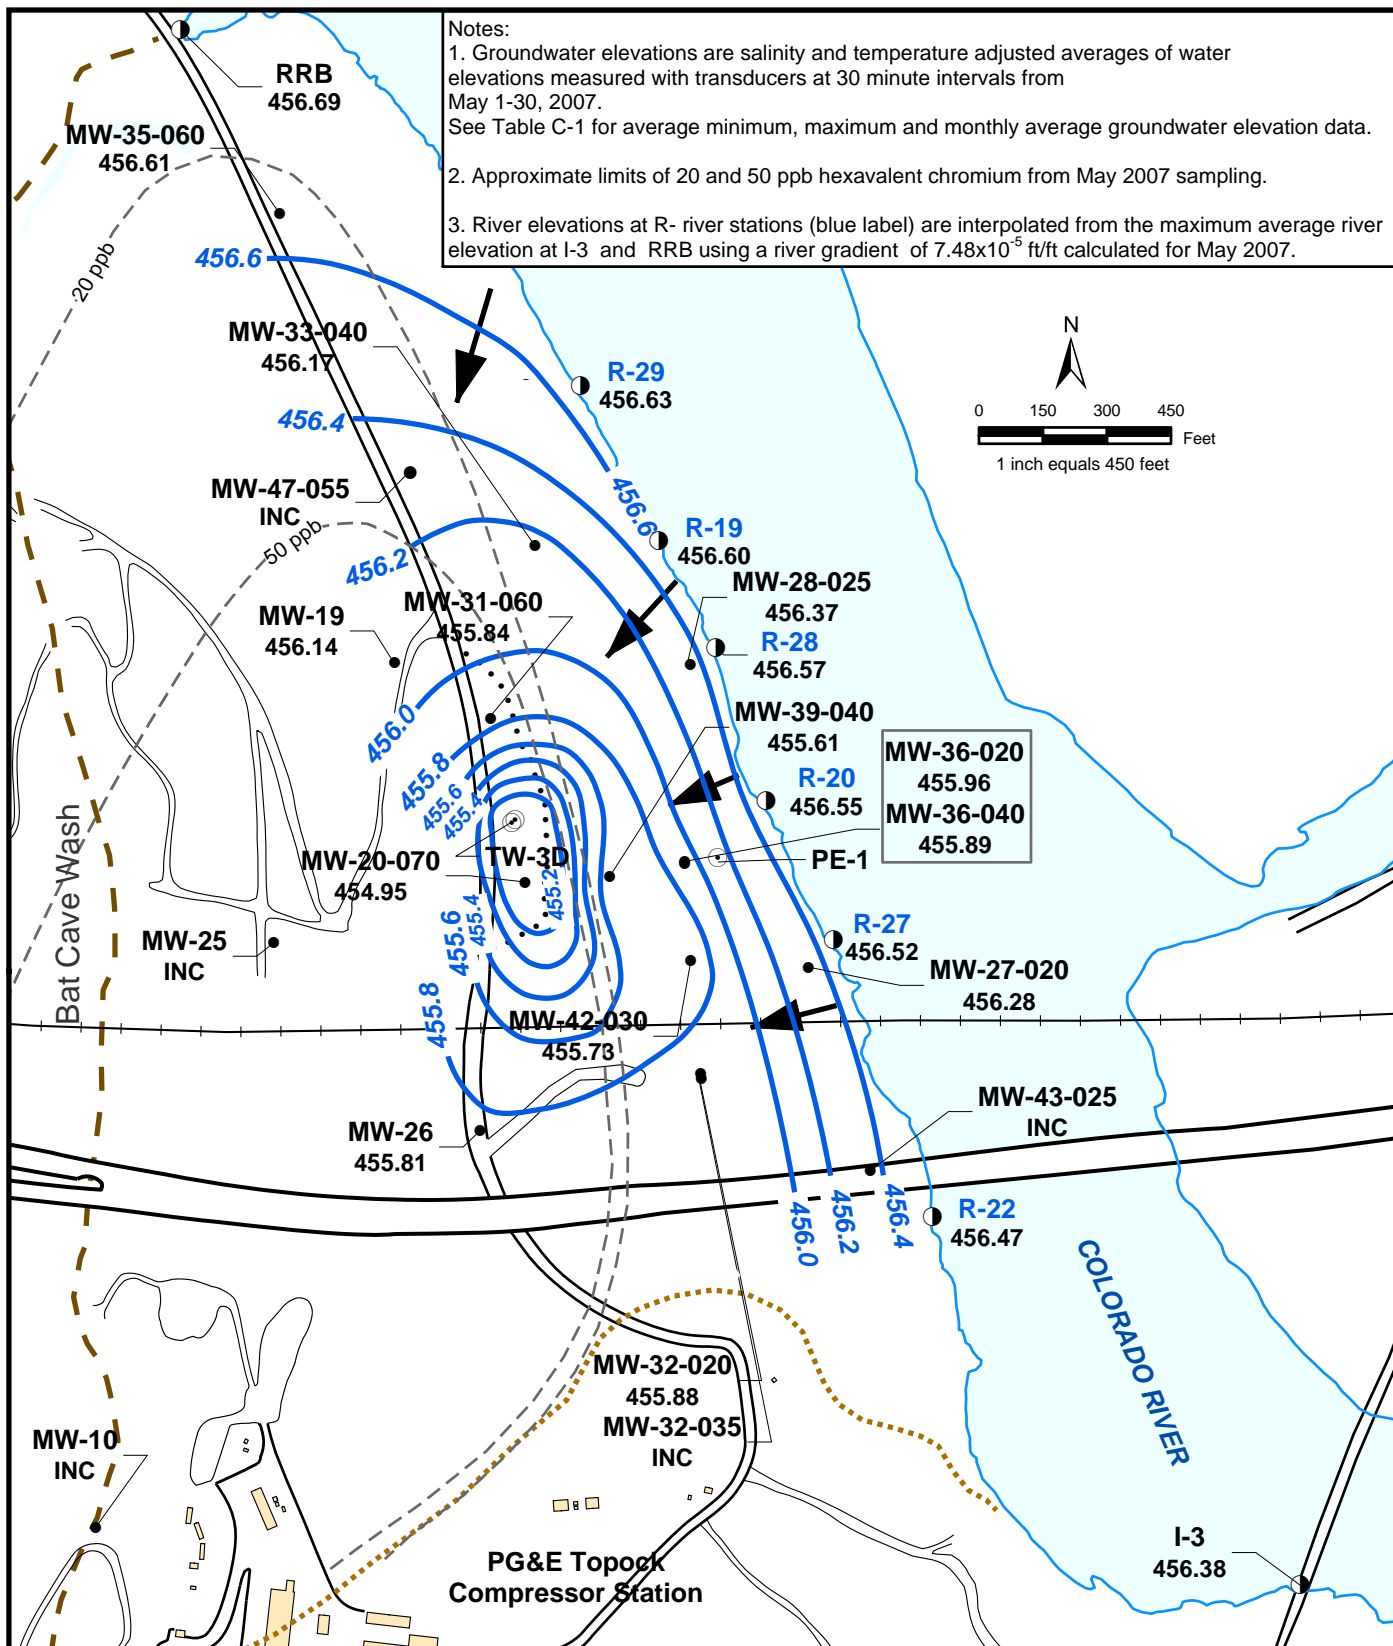 Notes:
1. Groundwater elevations are salinity and temperature adjusted averages of water
elevations measured with transducers at 30 minute intervals from
May 1-30, 2007.
See Table C-1 for average minimum, maximum and monthly average groundwater elevation data.
2. Approximate limits of 20 and 50 ppb hexavalent chromium from May 2007 sampling.
3. River elevations at R- river stations (blue label) are interpolated from the maximum average river
elevation at I-3 and RRB using a river gradient of 7.48x10⁻⁵ ft/ft calculated for May 2007.
RRB
456.69
MW-35-060
456.61
20 ppb
456.6
MW-33-040
456.17
N
R-29
456.63
0 150 300 450
Feet
1 inch equals 450 feet
456.4
MW-47-055
INC
456.6
50 ppb
R-19
456.60
456.2
MW-31-060
455.84
MW-28-025
456.37
MW-19
456.14
R-28
456.57
456.0
MW-39-040
455.61
MW-36-020
455.96
MW-36-040
455.89
455.8
455.6
455.4
R-20
456.55
MW-20-070
454.95
TW-3D
PE-1
455.2
Bat Cave Wash
MW-25
INC
455.6
455.4
R-27
456.52
MW-27-020
456.28
455.8
MW-42-030
455.73
MW-43-025
INC
MW-26
455.81
456.0
456.2
456.4
R-22
456.47
COLORADO RIVER
MW-32-020
455.88
MW-32-035
INC
MW-10
INC
I-3
456.38
PG&E Topock
Compressor Station